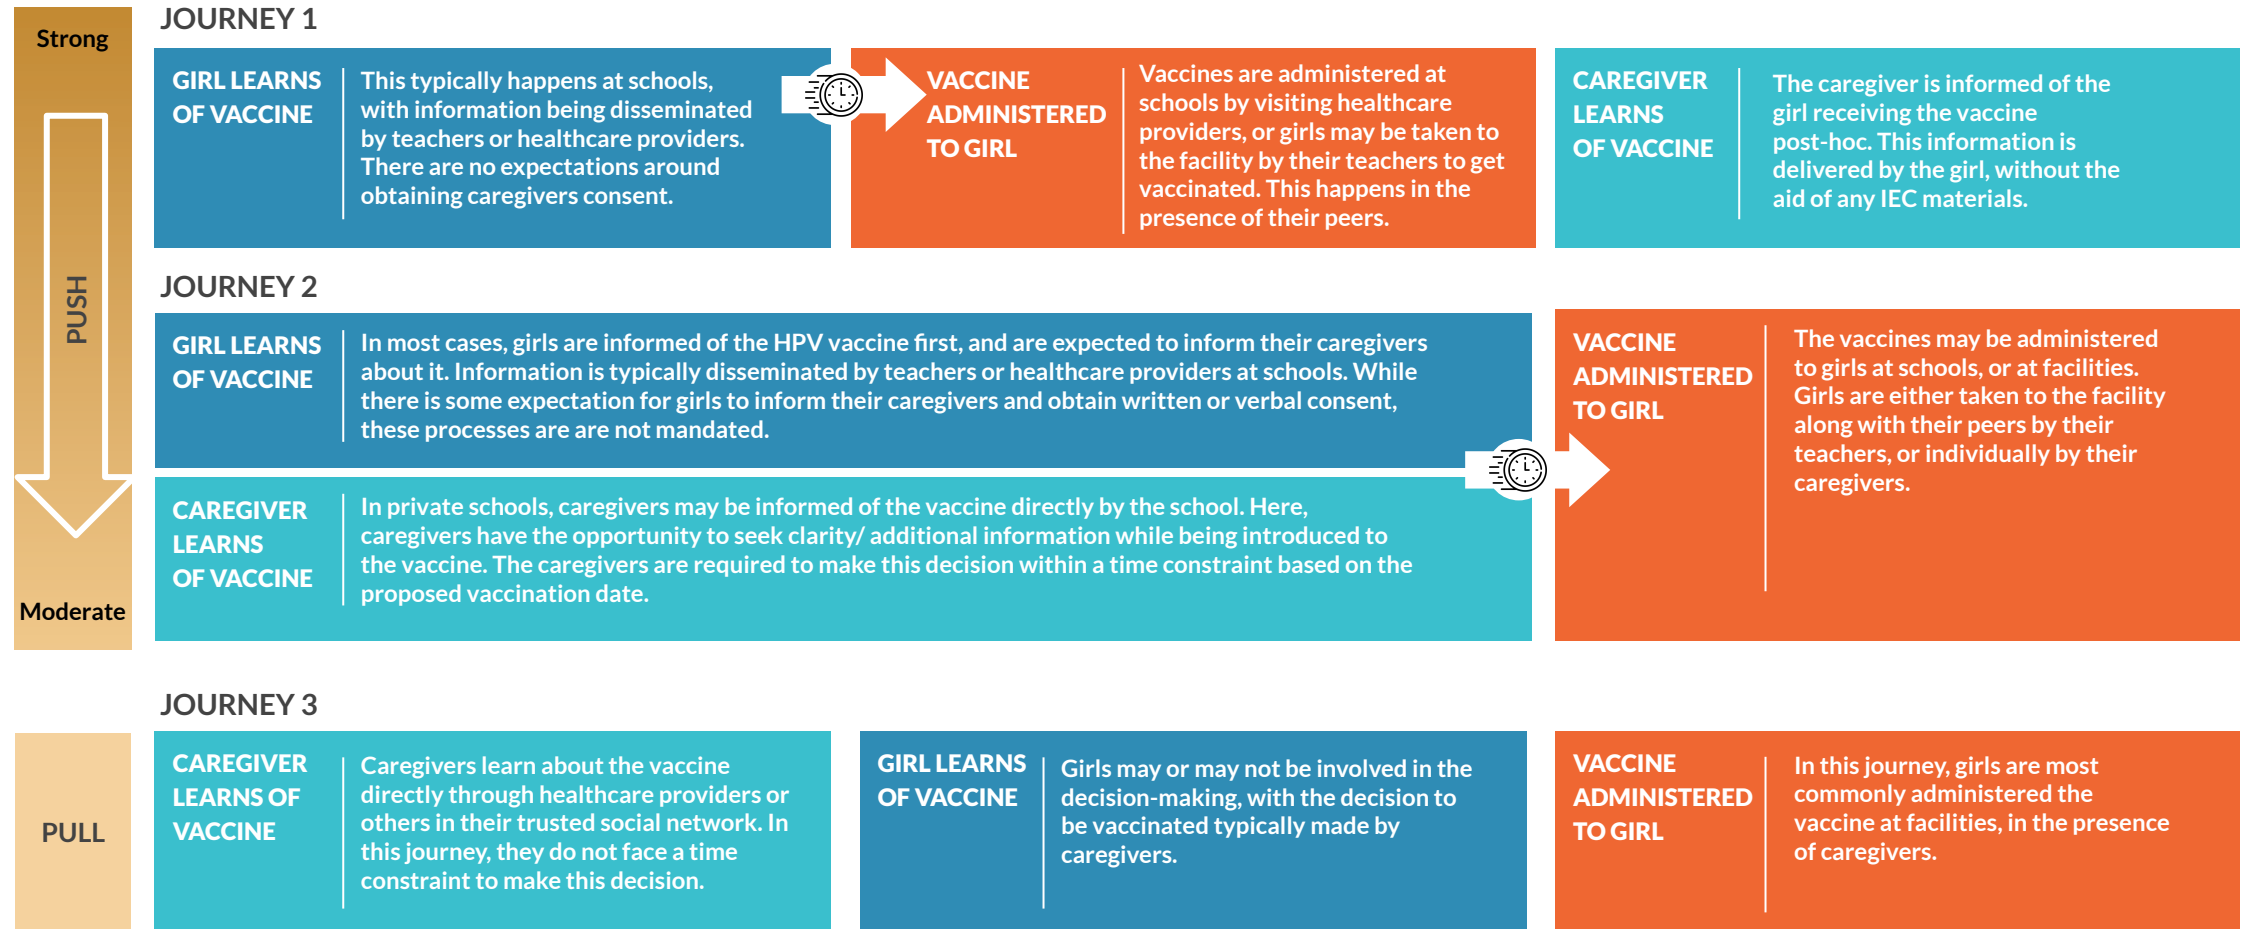 Strong
PUSH
Moderate
JOURNEY 1
GIRL LEARNS
OF VACCINE
This typically happens at schools,
with information being disseminated
by teachers or healthcare providers.
There are no expectations around
obtaining caregivers consent.
VACCINE
ADMINISTERED
TO GIRL
Vaccines are administered at
schools by visiting healthcare
providers, or girls may be taken to
the facility by their teachers to get
vaccinated. This happens in the
presence of their peers.
CAREGIVER
LEARNS
OF VACCINE
The caregiver is informed of the
girl receiving the vaccine
post-hoc. This information is
delivered by the girl, without the
aid of any IEC materials.
JOURNEY 2
GIRL LEARNS
OF VACCINE
In most cases, girls are informed of the HPV vaccine first, and are expected to inform their caregivers
about it. Information is typically disseminated by teachers or healthcare providers at schools. While
there is some expectation for girls to inform their caregivers and obtain written or verbal consent,
these processes are are not mandated.
CAREGIVER
LEARNS
OF VACCINE
In private schools, caregivers may be informed of the vaccine directly by the school. Here,
caregivers have the opportunity to seek clarity/ additional information while being introduced to
the vaccine. The caregivers are required to make this decision within a time constraint based on the
proposed vaccination date.
VACCINE
ADMINISTERED
TO GIRL
The vaccines may be administered
to girls at schools, or at facilities.
Girls are either taken to the facility
along with their peers by their
teachers, or individually by their
caregivers.
JOURNEY 3
PULL
CAREGIVER
LEARNS OF
VACCINE
Caregivers learn about the vaccine
directly through healthcare providers or
others in their trusted social network. In
this journey, they do not face a time
constraint to make this decision.
GIRL LEARNS
OF VACCINE
Girls may or may not be involved in the
decision-making, with the decision to
be vaccinated typically made by
caregivers.
VACCINE
ADMINISTERED
TO GIRL
In this journey, girls are most
commonly administered the
vaccine at facilities, in the presence
of caregivers.